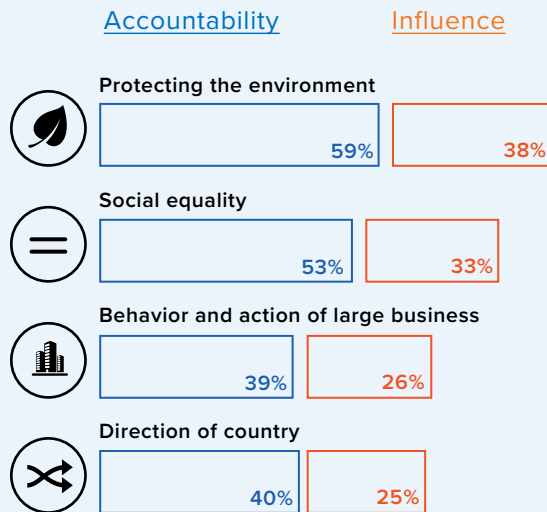 Accountability Influence
Protecting the environment
59% 38%
Social equality
53% 33%
Behavior and action of large business
39% 26%
Direction of country
40% 25%